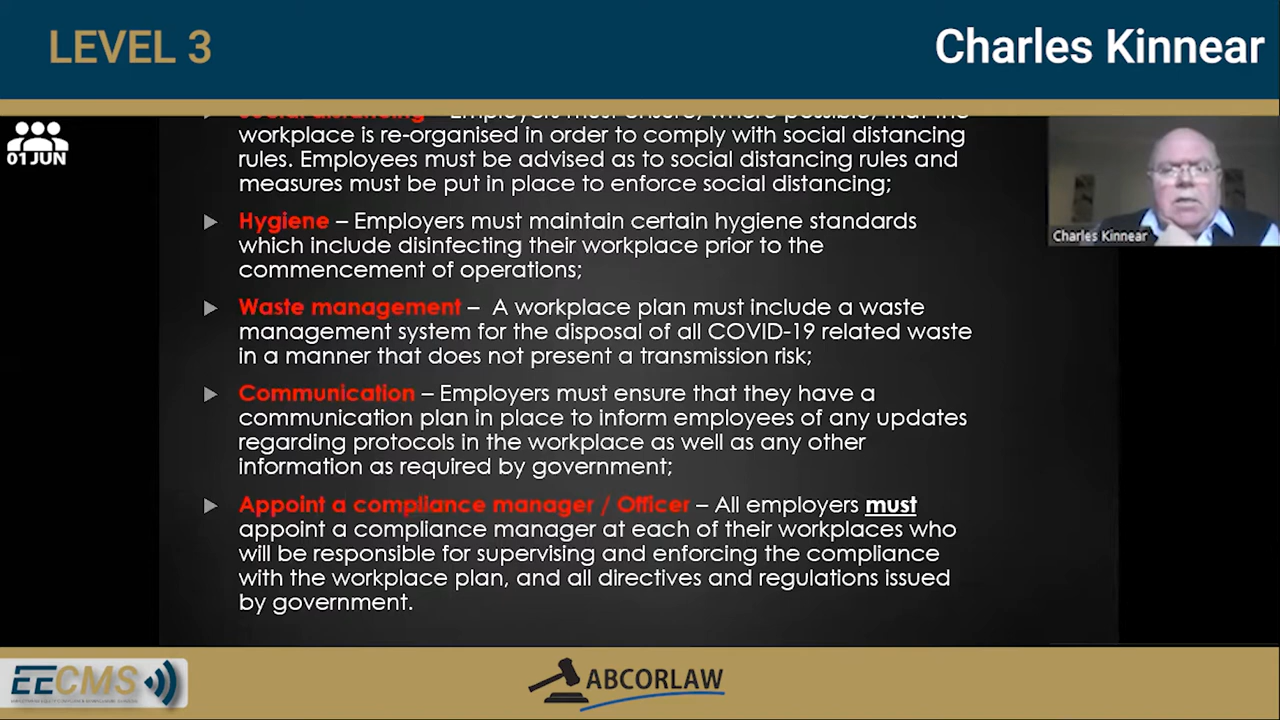 LEVEL 3
Charles Kinnear
01 JUN
Social distancing – Employers must ensure, where possible, that the
workplace is re-organised in order to comply with social distancing
rules. Employees must be advised as to social distancing rules and
measures must be put in place to enforce social distancing;
Hygiene – Employers must maintain certain hygiene standards
which include disinfecting their workplace prior to the
commencement of operations;
Waste management – A workplace plan must include a waste
management system for the disposal of all COVID-19 related waste
in a manner that does not present a transmission risk;
Communication – Employers must ensure that they have a
communication plan in place to inform employees of any updates
regarding protocols in the workplace as well as any other
information as required by government;
Appoint a compliance manager / Officer – All employers must
appoint a compliance manager at each of their workplaces who
will be responsible for supervising and enforcing the compliance
with the workplace plan, and all directives and regulations issued
by government.
Charles Kinnear
EECMS
ABCORLAW